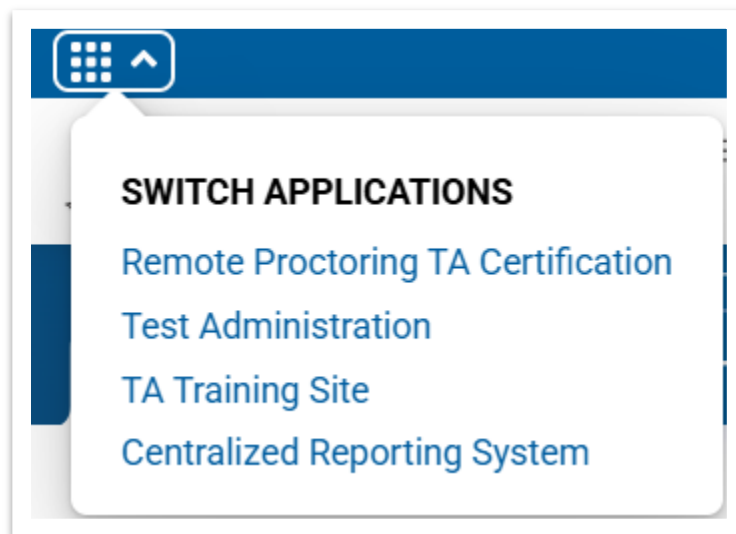 SWITCH APPLICATIONS
Remote Proctoring TA Certification
Test Administration
TA Training Site
Centralized Reporting System